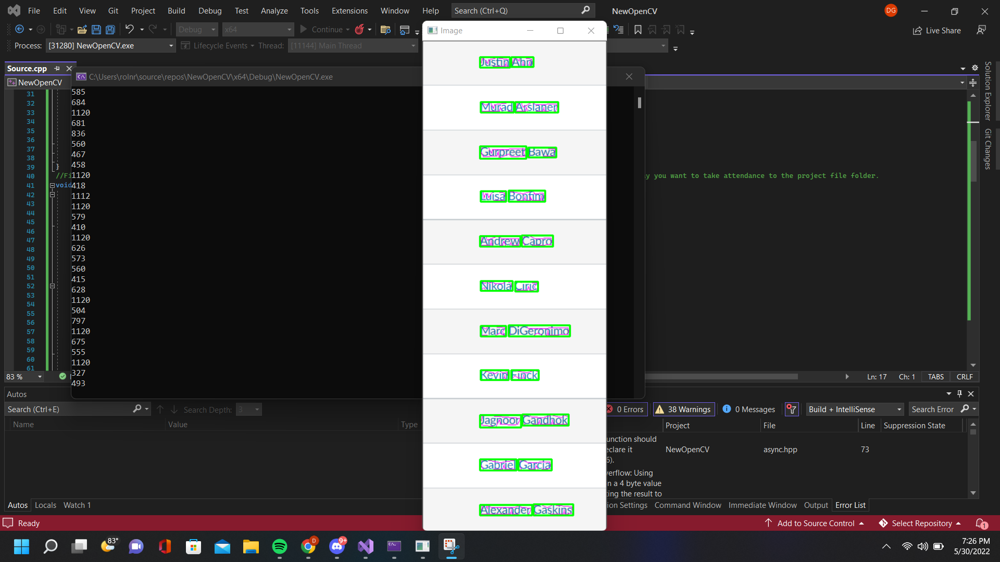 File Edit View Git Project Build Debug Test Analyze Tools Extensions Window Help Search (Ctrl+Q) NewOpenCV DG
Debug x64 Continue Live Share
Process: [31280] NewOpenCV.exe Lifecycle Events Thread: [11144] Main Thread
Image
Source.cpp
NewOpenCV
C:\Users\rolnr\source\repos\NewOpenCV\x64\Debug\NewOpenCV.exe
31
32
33
34
35
36
37
38
39 }
40 //Fi
41 void
42
43
44
45
46
47
48
49
50
51
52
53
54
55
56
57
58
59
60
61
585
684
1120
681
836
560
467
458
1120
418
1112
1120
579
410
1120
626
573
560
415
628
1120
504
797
1120
675
555
1120
327
493
Justin Ahn
Murad Arslaner
Gurpreet Bawa
Luisa Bonfim
Andrew Capro
Nikola Ciric
Marc DiGeronimo
Kevin Finck
Jagnoor Gandhok
Gabriel Garcia
Alexander Gaskins
y you want to take attendance to the project file folder.
Solution Explorer
Git Changes
83 % Ln: 17 Ch: 1 TABS CRLF
Autos
Search (Ctrl+E) Search Depth: 3
Name Value Type
0 Errors 38 Warnings 0 Messages Build + IntelliSense Search Error
Project File Line Suppression State
unction should
eclare it NewOpenCV async.hpp 73
6).
verflow: Using
n a 4 byte value
ting the result to
Autos Locals Watch 1
ion Settings Command Window Immediate Window Output Error List
Ready Add to Source Control Select Repository 1
83° D 9+
7:26 PM
5/30/2022